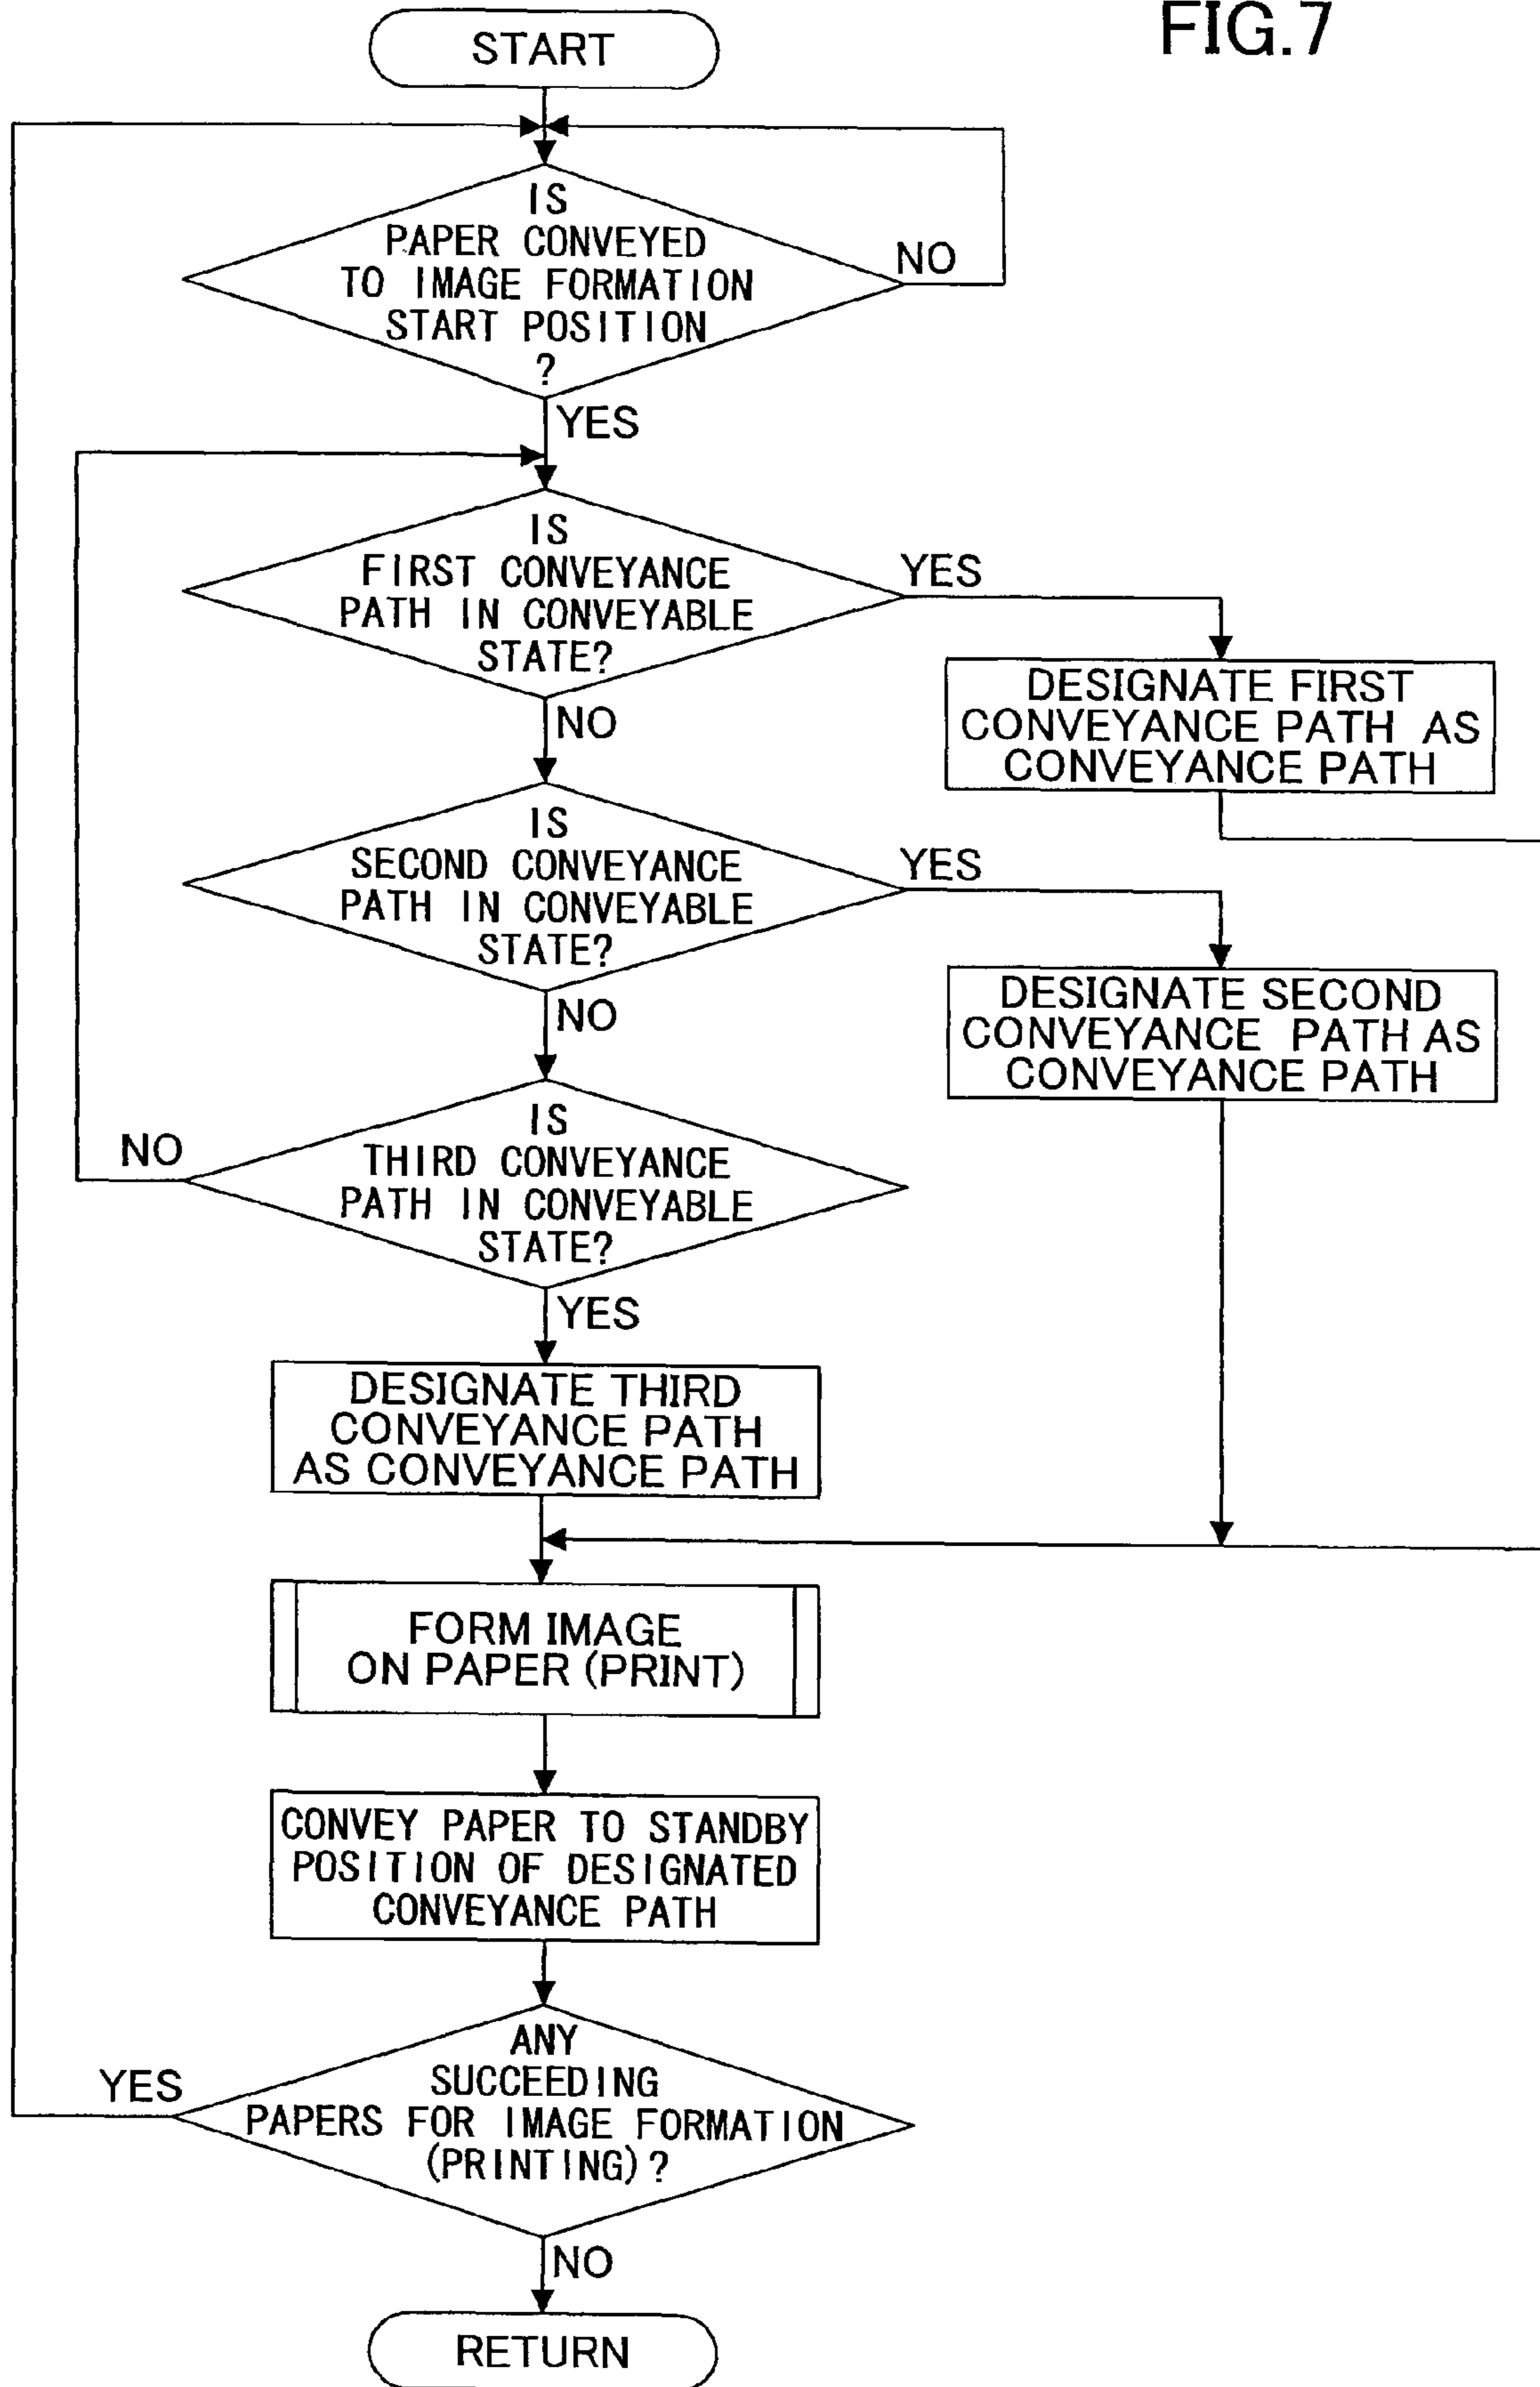 FIG.7
START
IS
PAPER CONVEYED
TO IMAGE FORMATION
START POSITION
?
NO
YES
IS
FIRST CONVEYANCE
PATH IN CONVEYABLE
STATE?
YES
NO
DESIGNATE FIRST
CONVEYANCE PATH AS
CONVEYANCE PATH
IS
SECOND CONVEYANCE
PATH IN CONVEYABLE
STATE?
YES
NO
DESIGNATE SECOND
CONVEYANCE PATH AS
CONVEYANCE PATH
IS
THIRD CONVEYANCE
PATH IN CONVEYABLE
STATE?
NO
YES
DESIGNATE THIRD
CONVEYANCE PATH
AS CONVEYANCE PATH
FORM IMAGE
ON PAPER (PRINT)
CONVEY PAPER TO STANDBY
POSITION OF DESIGNATED
CONVEYANCE PATH
ANY
SUCCEEDING
PAPERS FOR IMAGE FORMATION
(PRINTING)?
YES
NO
RETURN